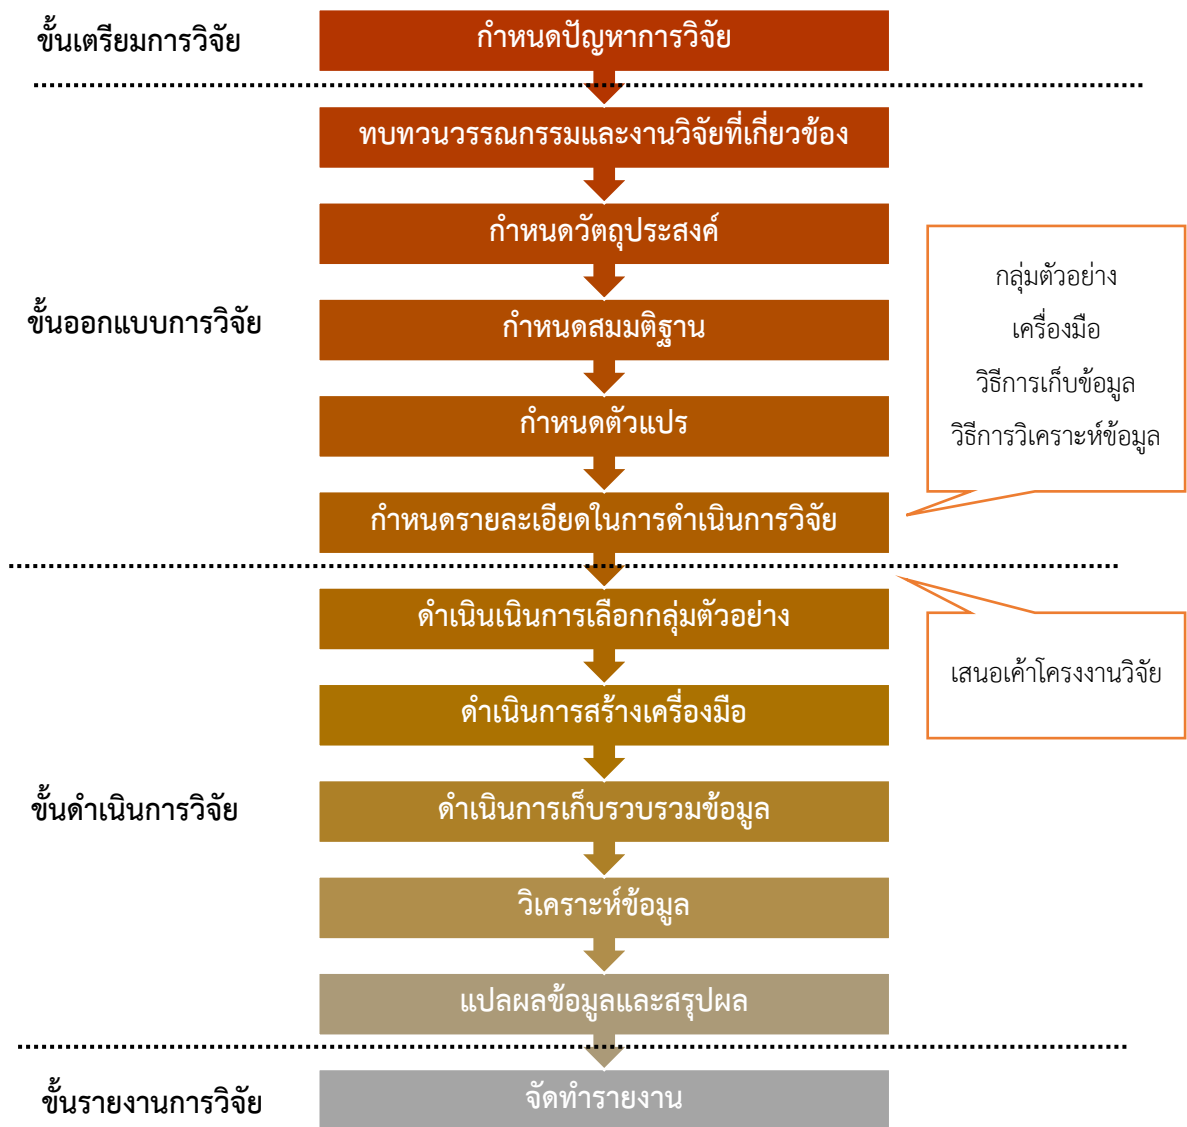 ขั้นเตรียมการวิจัย
กำหนดปัญหาการวิจัย
ทบทวนวรรณกรรมและงานวิจัยที่เกี่ยวข้อง
กำหนดวัตถุประสงค์
ขั้นออกแบบการวิจัย
กำหนดสมมติฐาน
กำหนดตัวแปร
กำหนดรายละเอียดในการดำเนินการวิจัย
กลุ่มตัวอย่าง
เครื่องมือ
วิธีการเก็บข้อมูล
วิธีการวิเคราะห์ข้อมูล
ดำเนินเนินการเลือกกลุ่มตัวอย่าง
เสนอเค้าโครงงานวิจัย
ดำเนินการสร้างเครื่องมือ
ขั้นดำเนินการวิจัย
ดำเนินการเก็บรวบรวมข้อมูล
วิเคราะห์ข้อมูล
แปลผลข้อมูลและสรุปผล
ขั้นรายงานการวิจัย
จัดทำรายงาน